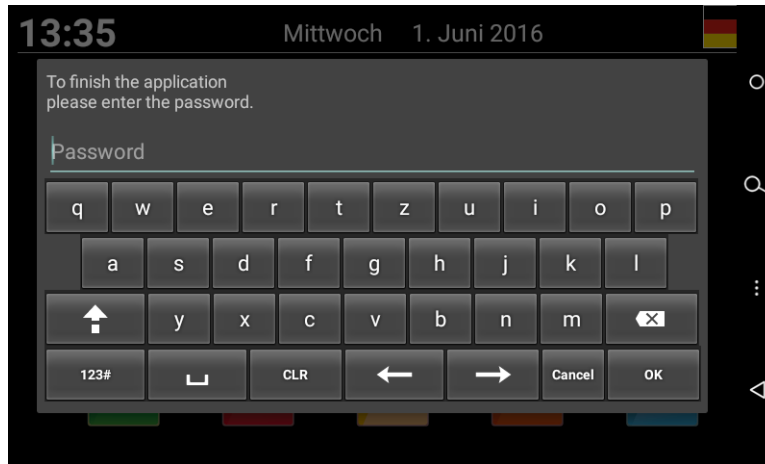 13:35 Mittwoch 1. Juni 2016
To finish the application
please enter the password.
Password
q w e r t z u i o p
a s d f g h j k l
y x c v b n m
123# CLR Cancel OK